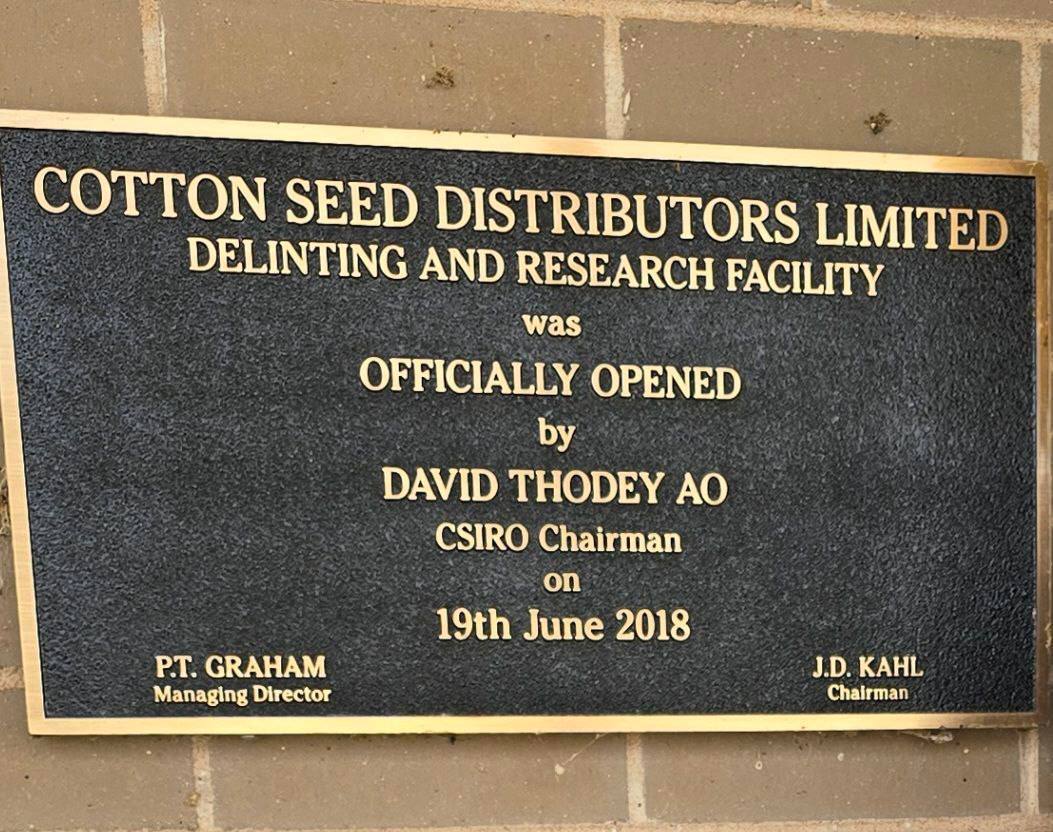 COTTON SEED DISTRIBUTORS LIMITED
DELINTING AND RESEARCH FACILITY
was
OFFICIALLY OPENED
by
DAVID THODEY AO
CSIRO Chairman
on
19th June 2018
P.T. GRAHAM
Managing Director
J.D. KAHL
Chairman